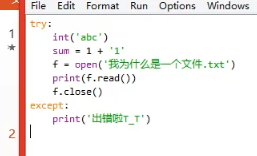 File Edit Format Run Options Windows
try:
    int('abc')
    sum = 1 + '1'
    f = open('我为什么是一个文件.txt')
    print(f.read())
    f.close()
except:
    print('出错啦T_T')
1
2